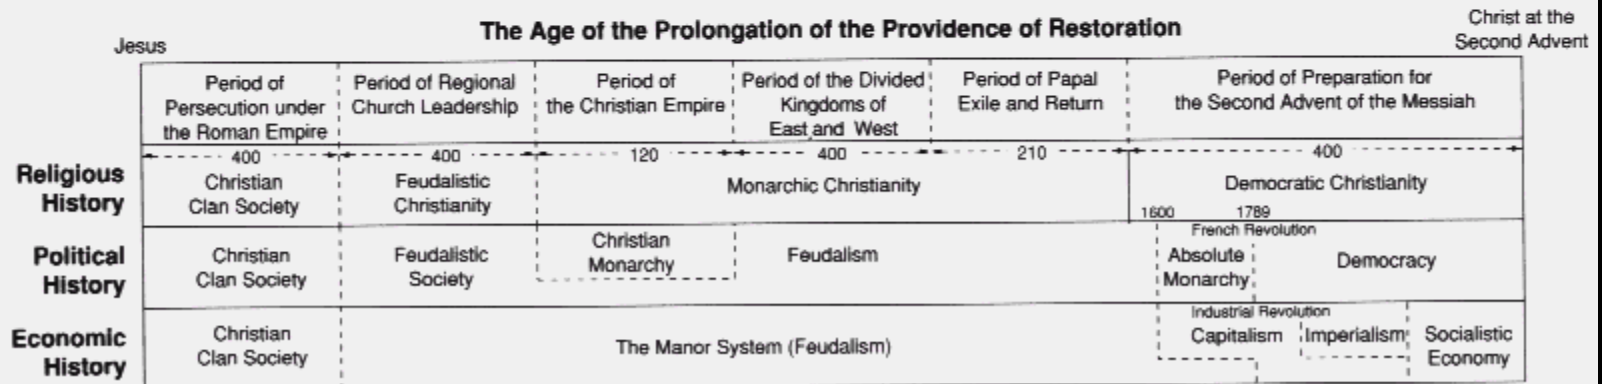 The Age of the Prolongation of the Providence of Restoration
Jesus
Christ at the
Second Advent
Period of
Persecution under
the Roman Empire
Period of Regional
Church Leadership
Period of
the Christian Empire
Period of the Divided
Kingdoms of
East and West
Period of Papal
Exile and Return
Period of Preparation for
the Second Advent of the Messiah
400
400
120
400
210
400
Religious
History
Christian
Clan Society
Feudalistic
Christianity
Monarchic Christianity
Democratic Christianity
1600
1789
French Revolution
Political
History
Christian
Clan Society
Feudalistic
Society
Christian
Monarchy
Feudalism
Absolute
Monarchy
Democracy
Economic
History
Christian
Clan Society
The Manor System (Feudalism)
Industrial Revolution
Capitalism
Imperialism
Socialistic
Economy